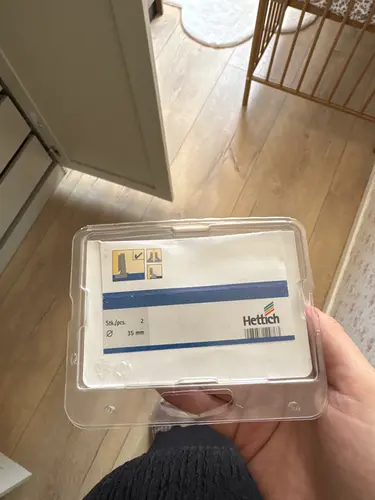 Hettich
Stk./pcs. 2
Ø 35 mm